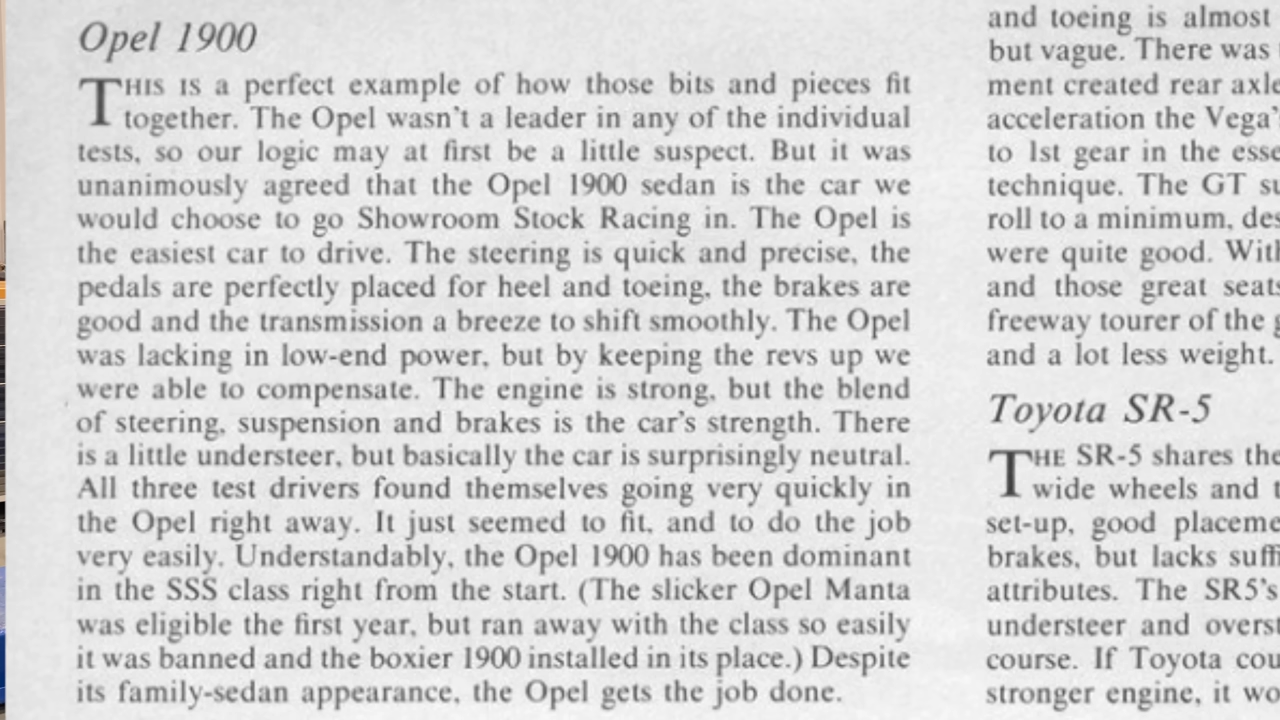 Opel 1900
THIS IS a perfect example of how those bits and pieces fit
together. The Opel wasn't a leader in any of the individual
tests, so our logic may at first be a little suspect. But it was
unanimously agreed that the Opel 1900 sedan is the car we
would choose to go Showroom Stock Racing in. The Opel is
the easiest car to drive. The steering is quick and precise, the
pedals are perfectly placed for heel and toeing, the brakes are
good and the transmission a breeze to shift smoothly. The Opel
was lacking in low-end power, but by keeping the revs up we
were able to compensate. The engine is strong, but the blend
of steering, suspension and brakes is the car's strength. There
is a little understeer, but basically the car is surprisingly neutral.
All three test drivers found themselves going very quickly in
the Opel right away. It just seemed to fit, and to do the job
very easily. Understandably, the Opel 1900 has been dominant
in the SSS class right from the start. (The slicker Opel Manta
was eligible the first year, but ran away with the class so easily
it was banned and the boxier 1900 installed in its place.) Despite
its family-sedan appearance, the Opel gets the job done.
and toeing is almost
but vague. There was
ment created rear axle
acceleration the Vega's
to 1st gear in the
technique. The GT
roll to a minimum,
were quite good. With
and those great seats
freeway tourer of the
and a lot less weight.
Toyota SR-5
THE SR-5 shares the
wide wheels and
set-up, good
brakes, but lacks
attributes. The SR5's
understeer and
course. If Toyota
stronger engine, it